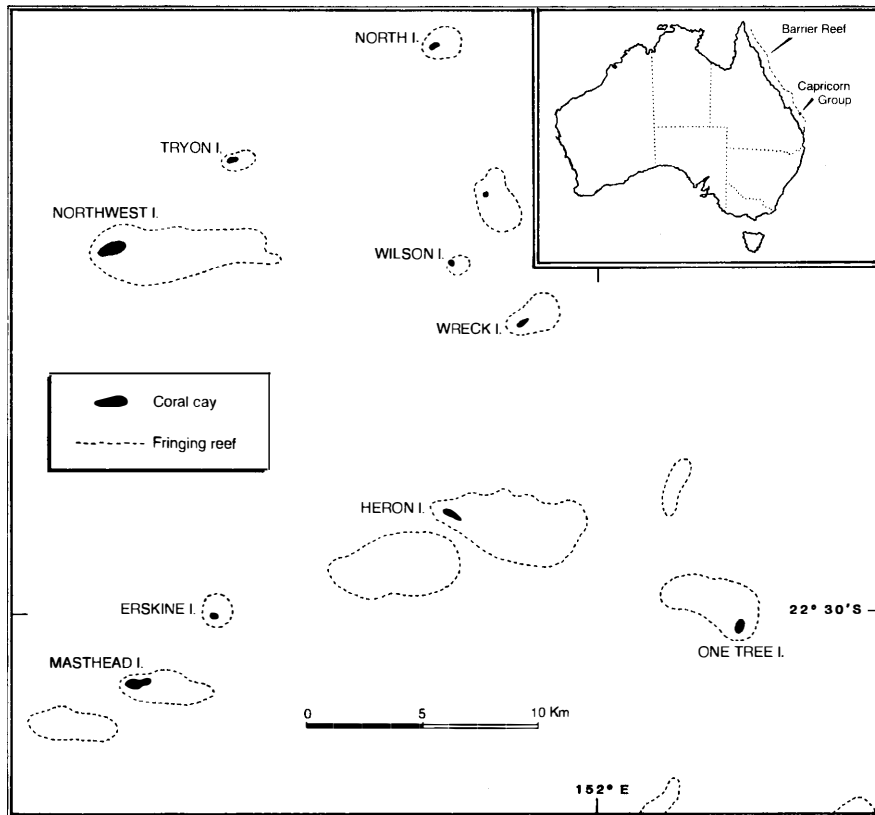 NORTH I.
Barrier Reef
Capricorn
Group
TRYON I.
NORTHWEST I.
WILSON I.
WRECK I.
Coral cay
Fringing reef
HERON I.
ERSKINE I.
22° 30'S
MASTHEAD I.
ONE TREE I.
0 5 10 Km
152° E